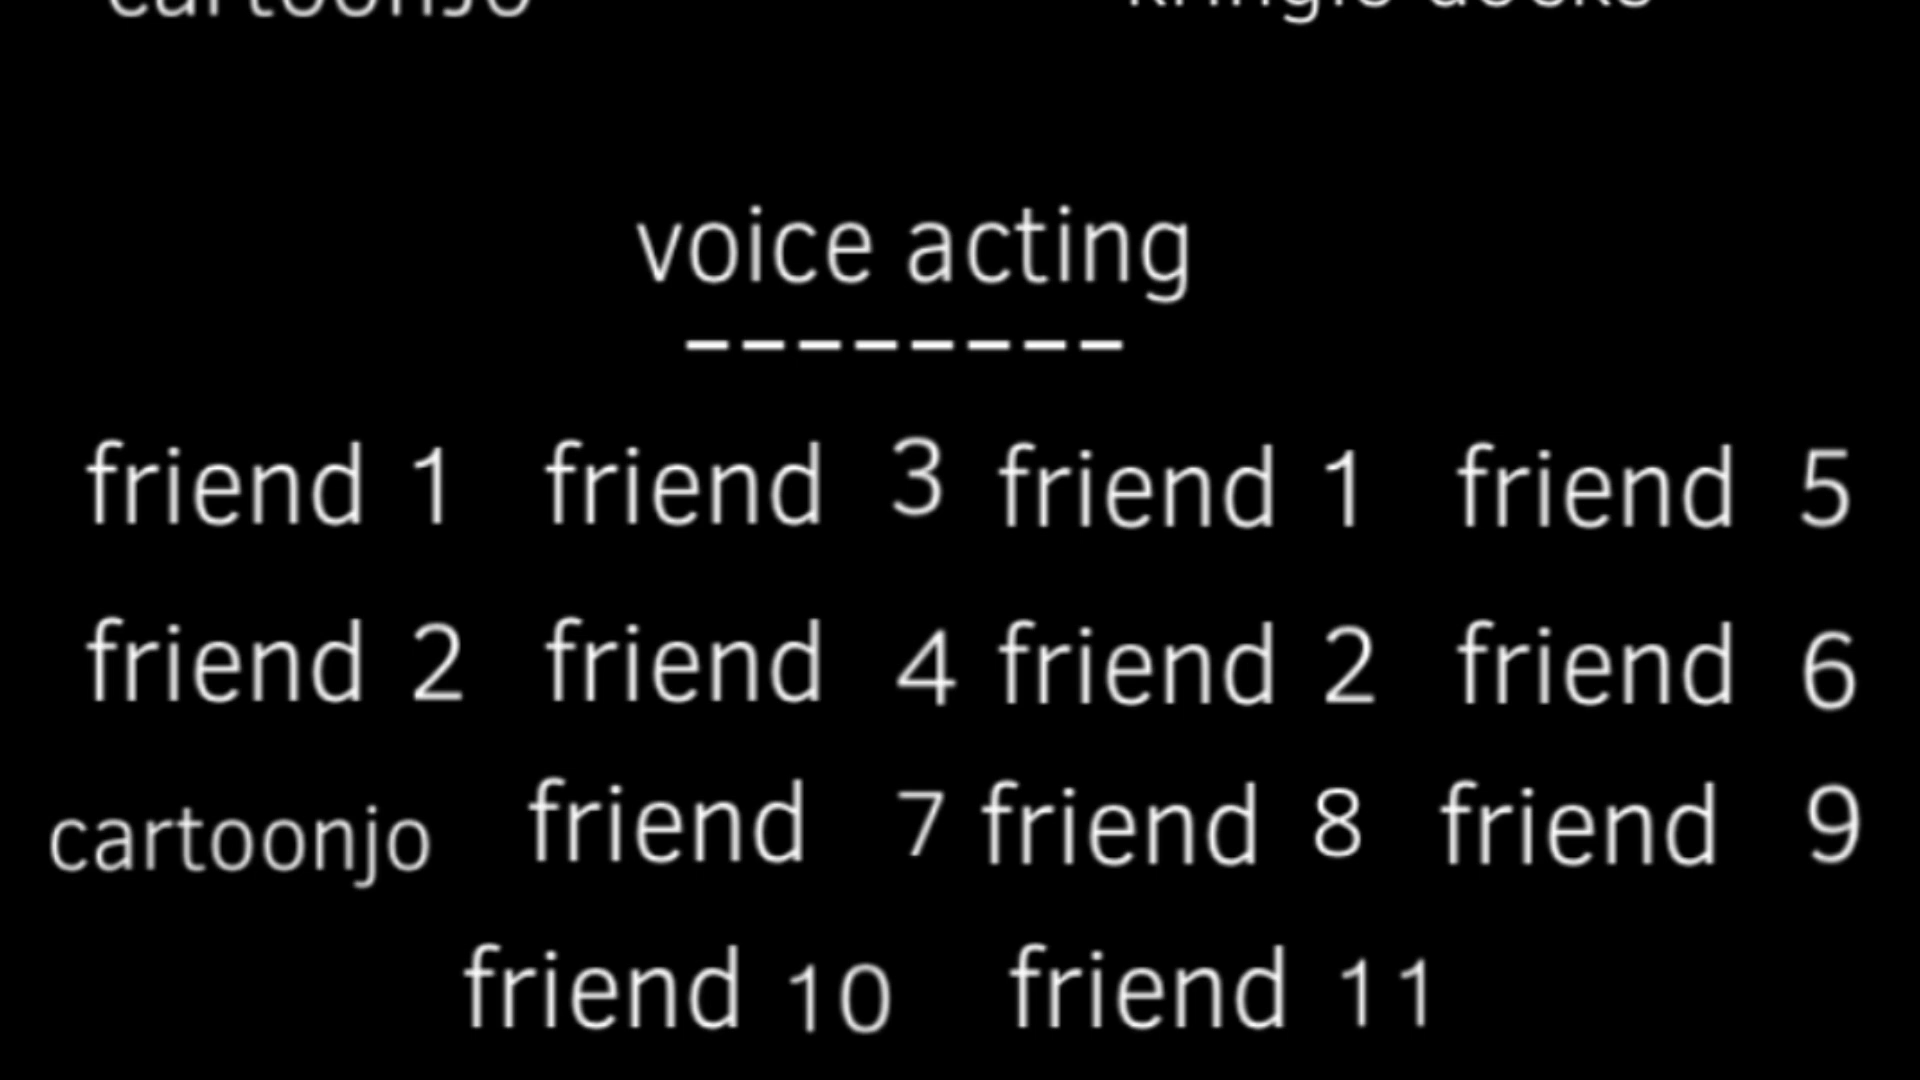 cartoonjo
voice acting
--------
friend 1 friend 3 friend 1 friend 5
friend 2 friend 4 friend 2 friend 6
cartoonjo friend 7 friend 8 friend 9
friend 10 friend 11